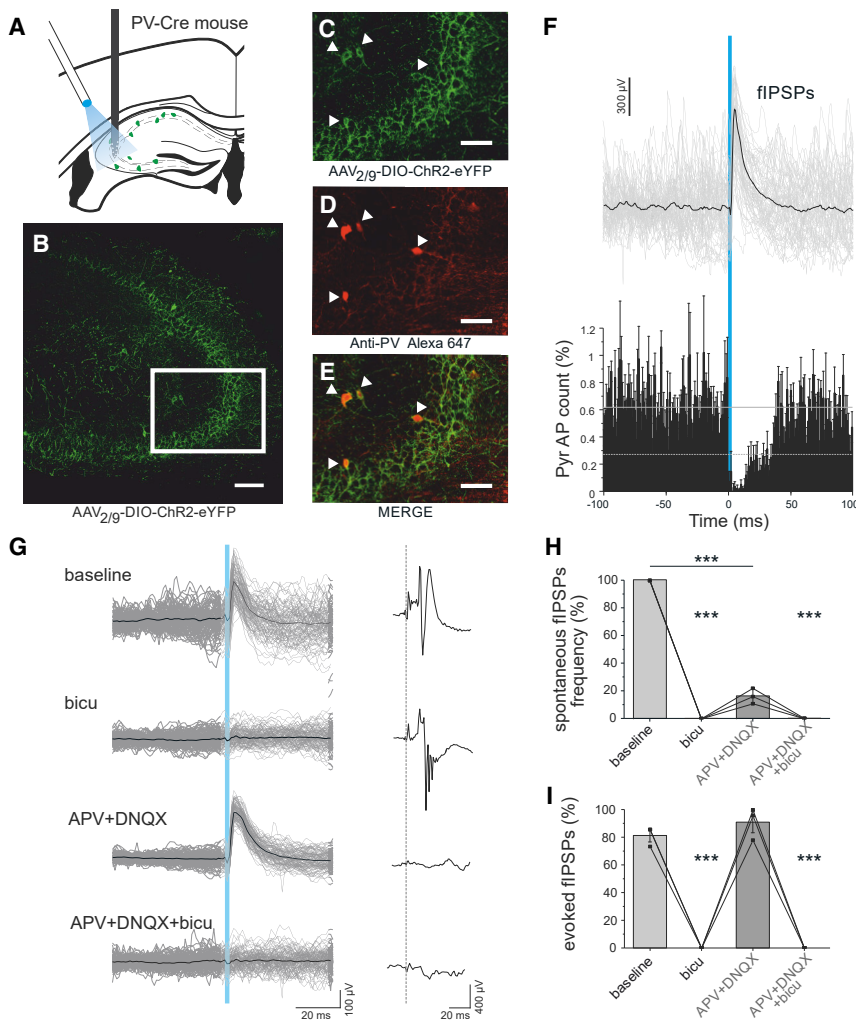 A
PV-Cre mouse
B
AAV2/9-DIO-ChR2-eYFP
C
AAV2/9-DIO-ChR2-eYFP
D
Anti-PV Alexa 647
E
MERGE
F
300 µV
fIPSPs
Pyr AP count (%)
1.2
1
0.8
0.6
0.4
0.2
0
-100
-50
0
50
100
Time (ms)
G
baseline
bicu
APV+DNQX
APV+DNQX+bicu
20 ms
100 µV
20 ms
400 µV
H
spontaneous fIPSPs
frequency (%)
100
80
60
40
20
0
***
***
***
baseline
bicu
APV+DNQX
APV+DNQX
+bicu
I
evoked fIPSPs (%)
100
80
60
40
20
0
***
***
baseline
bicu
APV+DNQX
APV+DNQX
+bicu